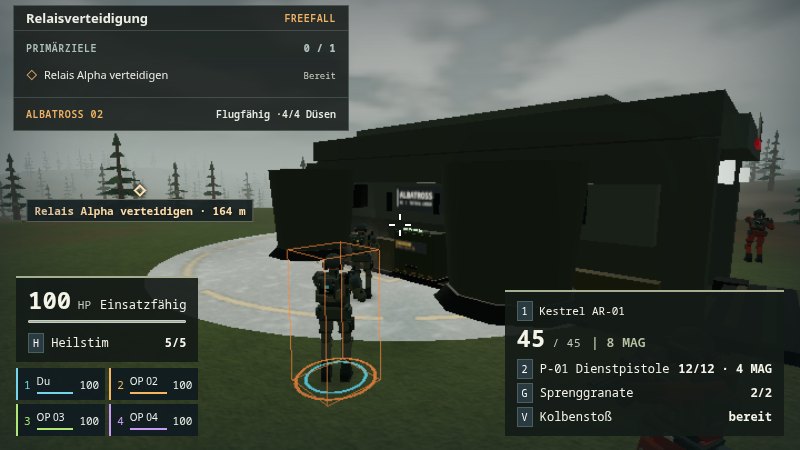 Relaisverteidigung FREEFALL
PRIMÄRZIELE 0 / 1
Relais Alpha verteidigen Bereit
ALBATROSS 02 Flugfähig ·4/4 Düsen
ALBATROSS
Relais Alpha verteidigen · 164 m
100 HP Einsatzfähig
H Heilstim 5/5
1 Du 100
2 OP 02 100
3 OP 03 100
4 OP 04 100
1 Kestrel AR-01
45 / 45 | 8 MAG
2 P-01 Dienstpistole 12/12 · 4 MAG
G Sprenggranate 2/2
V Kolbenstoß bereit